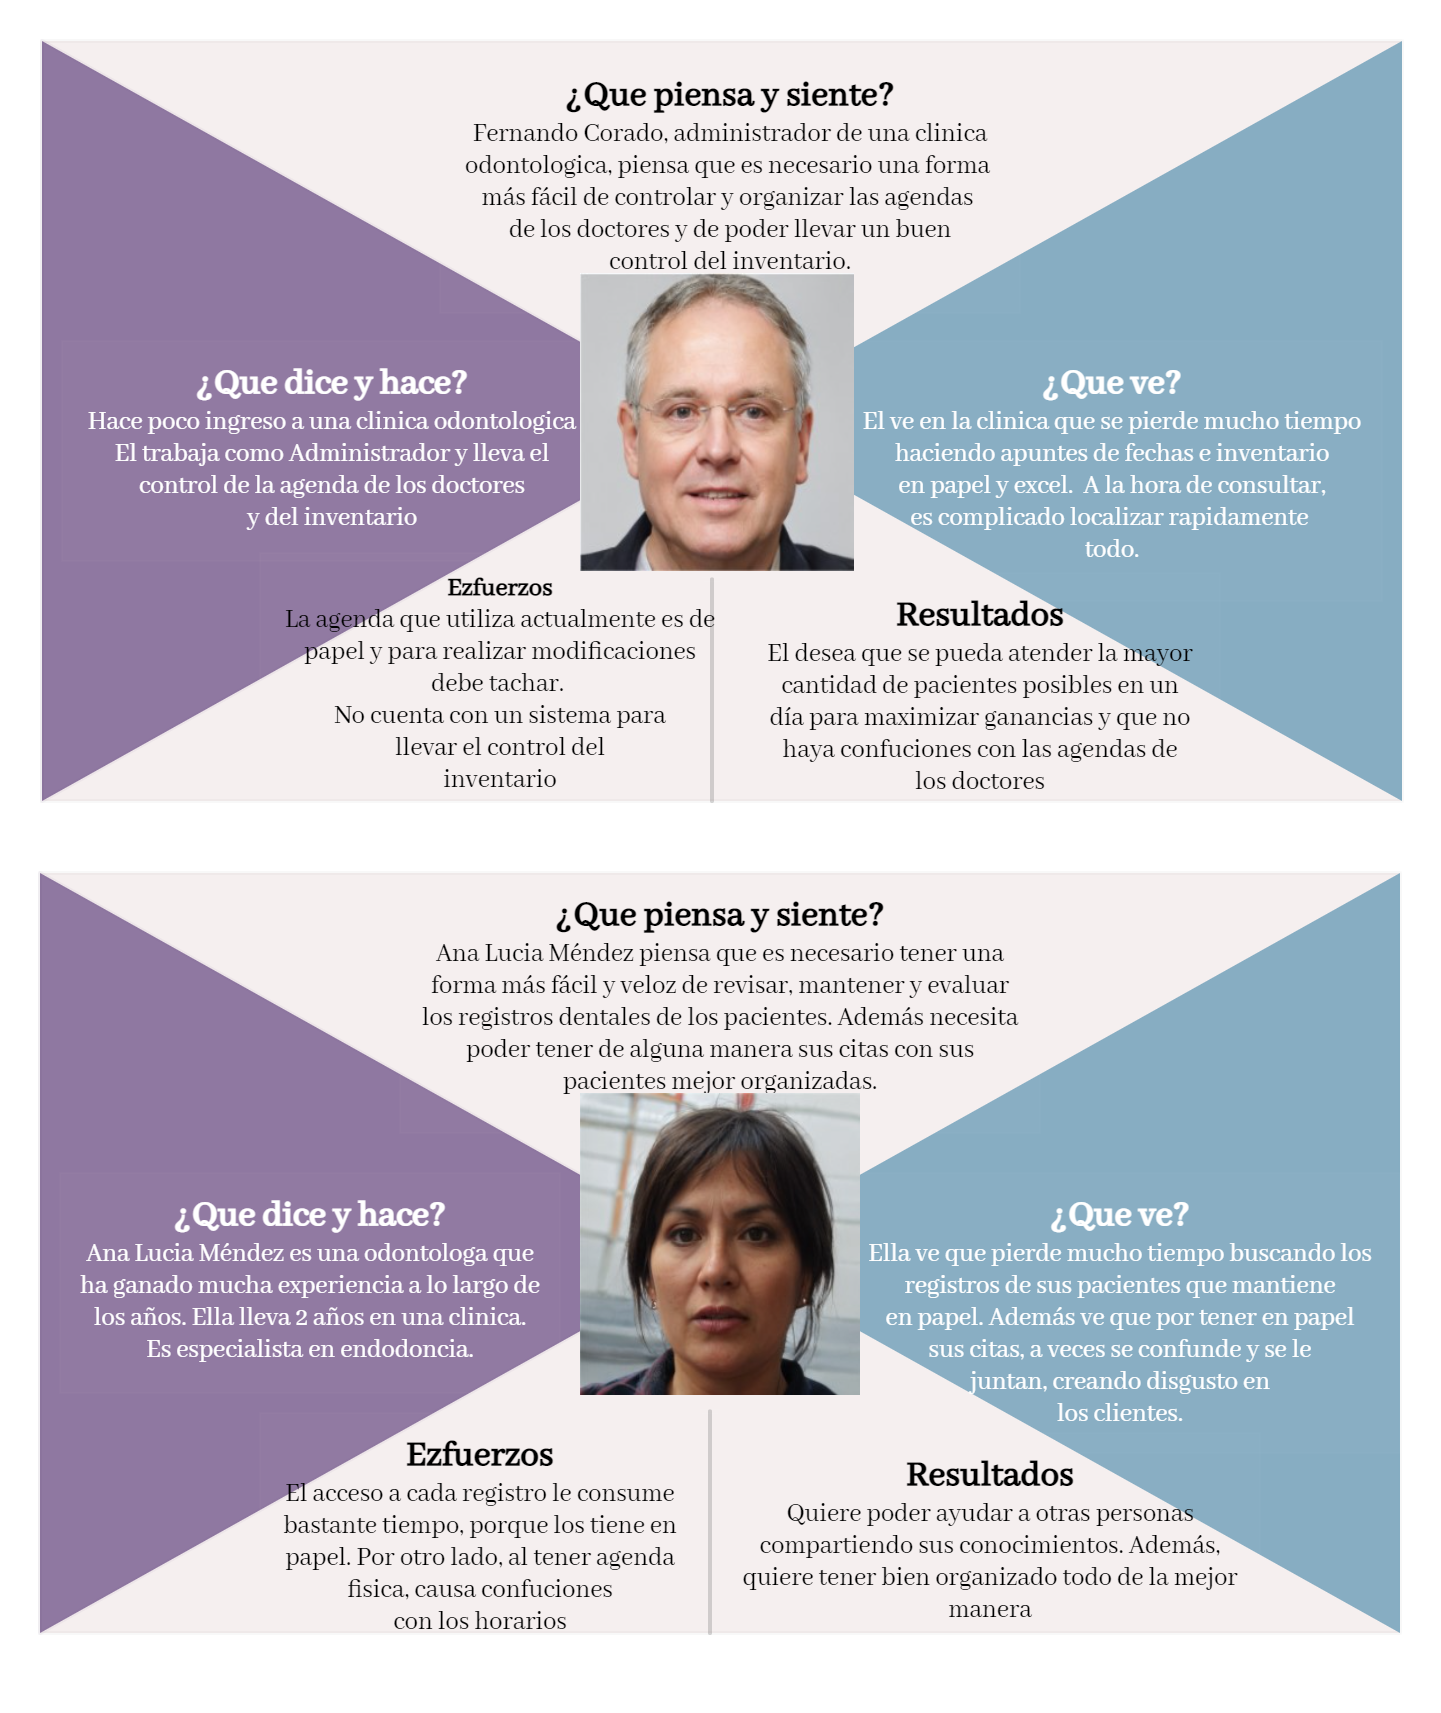 ¿Que piensa y siente?
Fernando Corado, administrador de una clinica
odontologica, piensa que es necesario una forma
más fácil de controlar y organizar las agendas
de los doctores y de poder llevar un buen
control del inventario.
¿Que dice y hace?
Hace poco ingreso a una clinica odontologica
El trabaja como Administrador y lleva el
control de la agenda de los doctores
y del inventario
¿Que ve?
El ve en la clinica que se pierde mucho tiempo
haciendo apuntes de fechas e inventario
en papel y excel. A la hora de consultar,
es complicado localizar rapidamente
todo.
Ezfuerzos
La agenda que utiliza actualmente es de
papel y para realizar modificaciones
debe tachar.
No cuenta con un sistema para
llevar el control del
inventario
Resultados
El desea que se pueda atender la mayor
cantidad de pacientes posibles en un
día para maximizar ganancias y que no
haya confuciones con las agendas de
los doctores
¿Que piensa y siente?
Ana Lucia Méndez piensa que es necesario tener una
forma más fácil y veloz de revisar, mantener y evaluar
los registros dentales de los pacientes. Además necesita
poder tener de alguna manera sus citas con sus
pacientes mejor organizadas.
¿Que dice y hace?
Ana Lucia Méndez es una odontologa que
ha ganado mucha experiencia a lo largo de
los años. Ella lleva 2 años en una clinica.
Es especialista en endodoncia.
¿Que ve?
Ella ve que pierde mucho tiempo buscando los
registros de sus pacientes que mantiene
en papel. Además ve que por tener en papel
sus citas, a veces se confunde y se le
juntan, creando disgusto en
los clientes.
Ezfuerzos
El acceso a cada registro le consume
bastante tiempo, porque los tiene en
papel. Por otro lado, al tener agenda
fisica, causa confuciones
con los horarios
Resultados
Quiere poder ayudar a otras personas
compartiendo sus conocimientos. Además,
quiere tener bien organizado todo de la mejor
manera